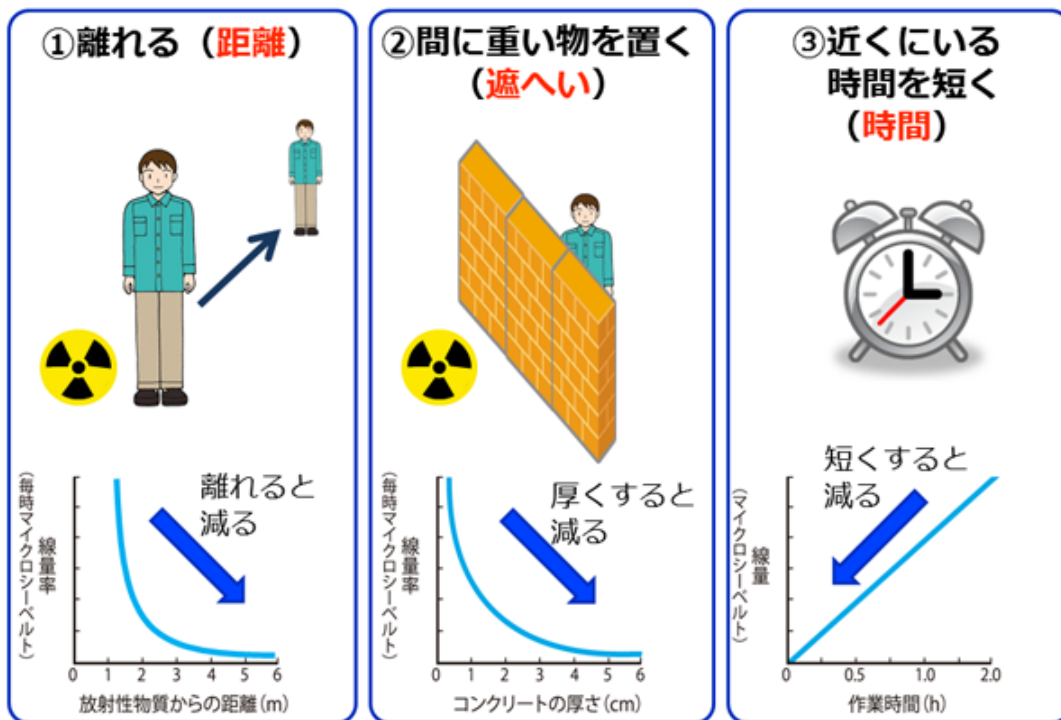 ①離れる（距離）
離れると
減る
線量率
（毎時マイクロシーベルト）
0 1 2 3 4 5 6
放射性物質からの距離(m)
②間に重い物を置く
（遮へい）
厚くすると
減る
線量率
（毎時マイクロシーベルト）
0 1.0 2.0 3.0 4.0 5.0 6.0
コンクリートの厚さ(cm)
③近くにいる
時間を短く
（時間）
短くすると
減る
線量
（マイクロシーベルト）
0 0.5 1.0 2.0
作業時間(h)